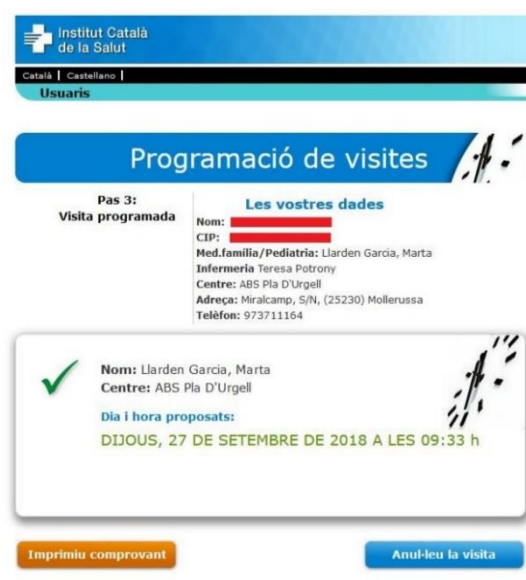 Institut Català
de la Salut
Català | Castellano |
Usuaris
Programació de visites
Pas 3:
Visita programada
Les vostres dades
Nom:
CIP:
Med.família/Pediatria: Llarden Garcia, Marta
Infermeria Teresa Potrony
Centre: ABS Pla D'Urgell
Adreça: Miralcamp, S/N, (25230) Mollerussa
Telèfon: 973711164
Nom: Llarden Garcia, Marta
Centre: ABS Pla D'Urgell
Dia i hora proposats:
DIJOUS, 27 DE SETEMBRE DE 2018 A LES 09:33 h
Imprimiu comprovant
Anul·leu la visita